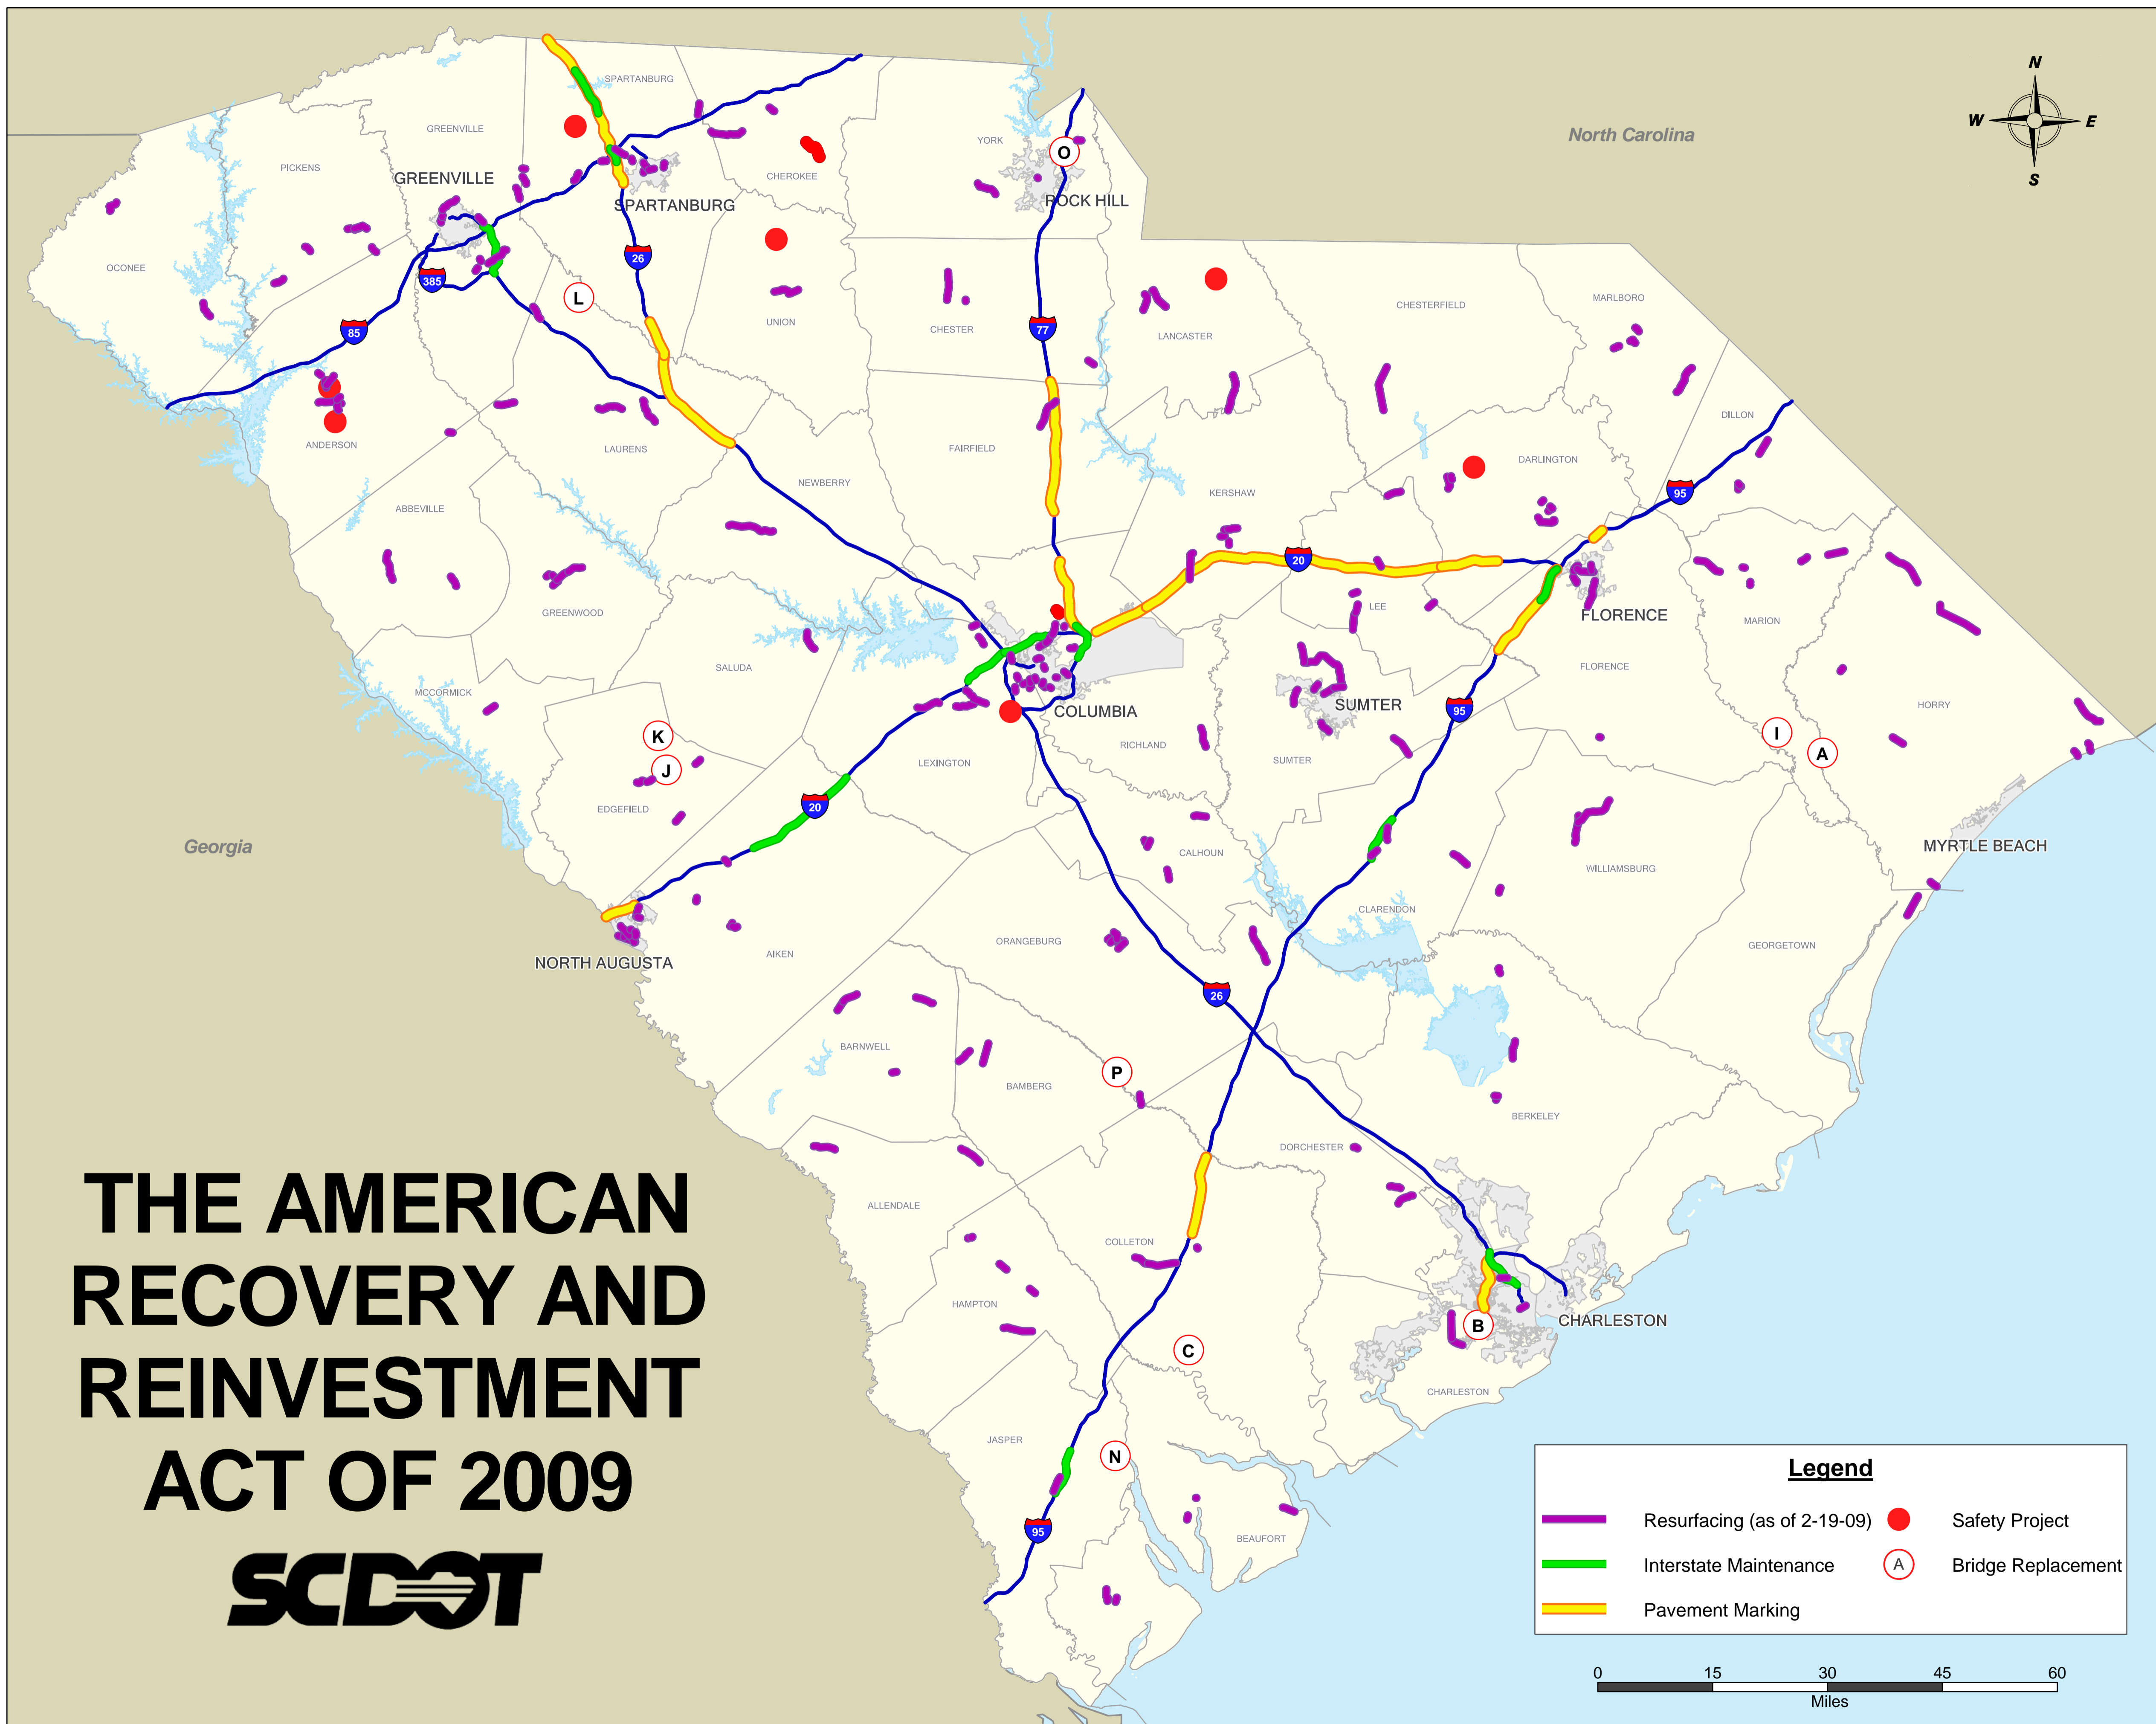 SPARTANBURG
N
W
E
S
GREENVILLE
North Carolina
YORK
O
PICKENS
GREENVILLE
CHEROKEE
SPARTANBURG
ROCK HILL
26
OCONEE
385
L
MARLBORO
CHESTERFIELD
UNION
85
CHESTER
77
LANCASTER
DILLON
ANDERSON
LAURENS
FAIRFIELD
DARLINGTON
NEWBERRY
KERSHAW
95
ABBEVILLE
20
GREENWOOD
LEE
FLORENCE
MARION
SALUDA
FLORENCE
MCCORMICK
HORRY
SUMTER
COLUMBIA
95
K
I
RICHLAND
A
LEXINGTON
SUMTER
J
EDGEFIELD
20
Georgia
MYRTLE BEACH
CALHOUN
WILLIAMSBURG
CLARENDON
ORANGEBURG
GEORGETOWN
AIKEN
NORTH AUGUSTA
26
BARNWELL
P
BAMBERG
BERKELEY
DORCHESTER
ALLENDALE
COLLETON
HAMPTON
CHARLESTON
B
C
CHARLESTON
JASPER
N
95
BEAUFORT
THE AMERICAN
RECOVERY AND
REINVESTMENT
ACT OF 2009
SCDOT
Legend
Resurfacing (as of 2-19-09)
Safety Project
Interstate Maintenance
A
Bridge Replacement
Pavement Marking
0 15 30 45 60
Miles